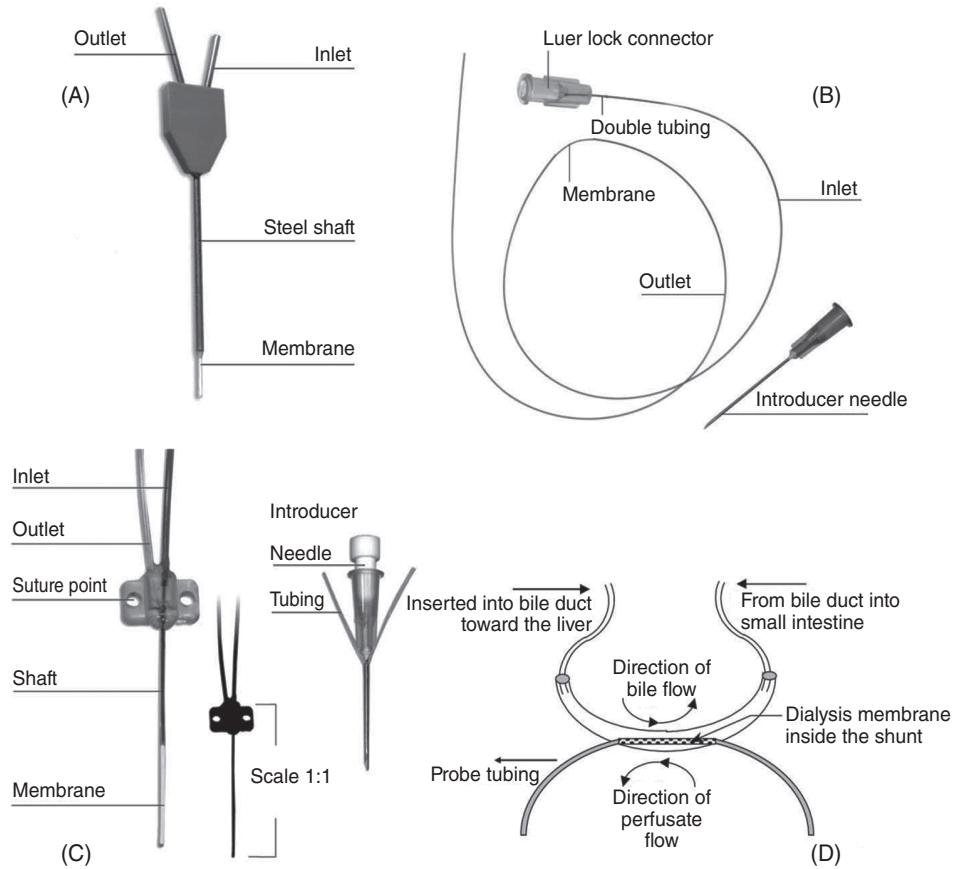 Outlet
Inlet
(A)
Steel shaft
Membrane
Luer lock connector
(B)
Double tubing
Membrane
Inlet
Outlet
Introducer needle
Inlet
Outlet
Suture point
Shaft
Membrane
(C)
Introducer
Needle
Tubing
Scale 1:1
Inserted into bile duct
toward the liver
From bile duct into
small intestine
Direction of
bile flow
Dialysis membrane
inside the shunt
Probe tubing
Direction of
perfusate
flow
(D)